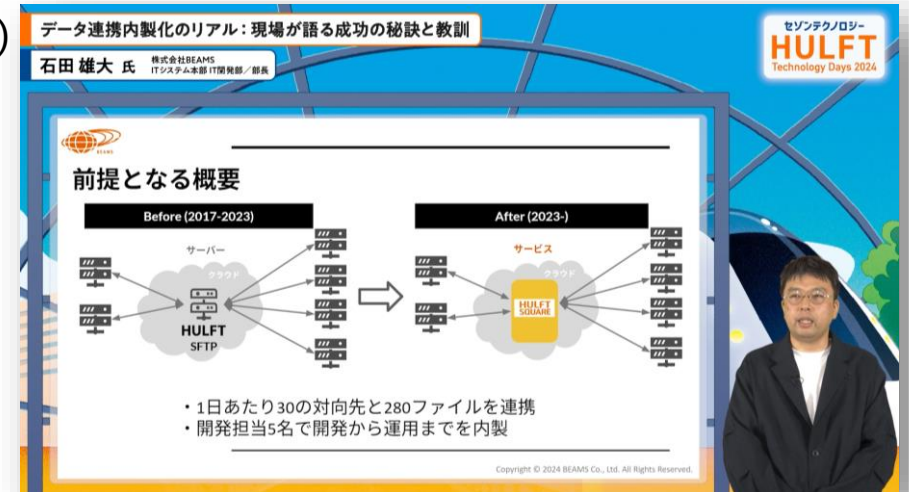 データ連携内製化のリアル：現場が語る成功の秘訣と教訓
石田 雄大 氏
株式会社BEAMS
ITシステム本部 IT開発部／部長
セゾンテクノロジー
HULFT
Technology Days 2024
BEAMS
前提となる概要
Before (2017-2023)
サーバー
クラウド
HULFT
SFTP
After (2023-)
サービス
クラウド
HULFT
SQUARE
・1日あたり30の対向先と280ファイルを連携
・開発担当5名で開発から運用までを内製
Copyright © 2024 BEAMS Co., Ltd. All Rights Reserved.